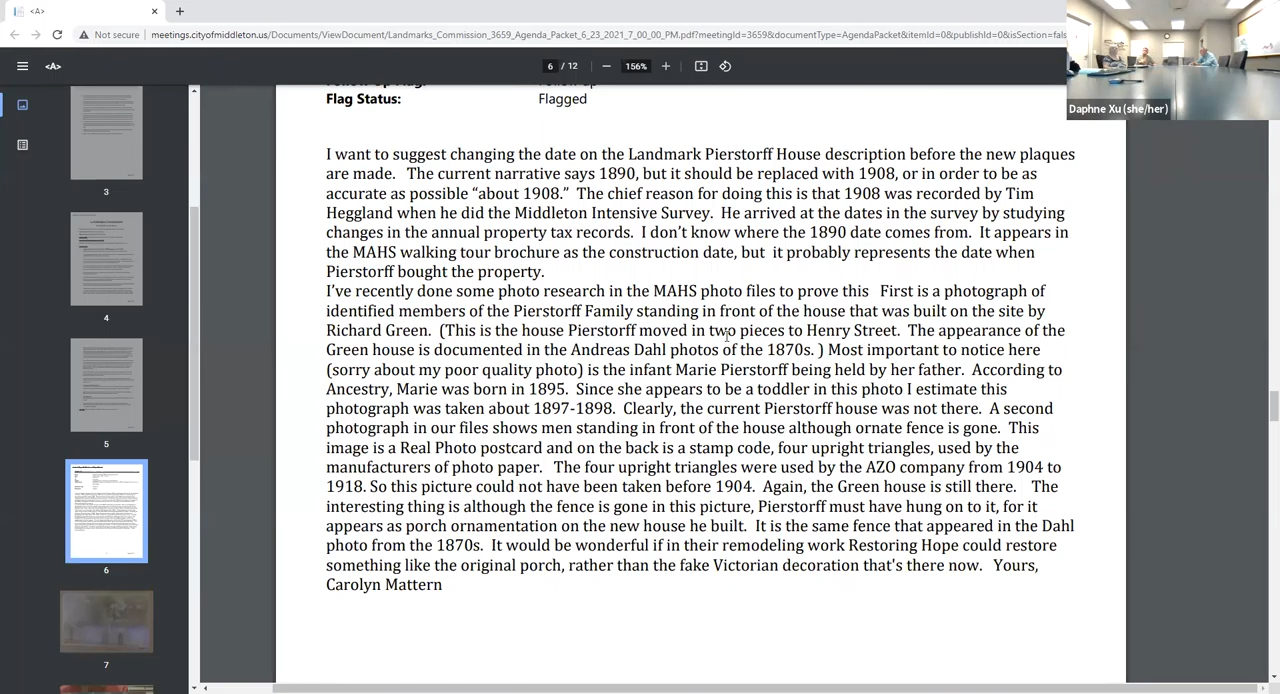 <A>
Not secure
meetings.cityofmiddleton.us/Documents/ViewDocument/Landmarks_Commission_3659_Agenda_Packet_6_23_2021_7_00_00_PM.pdf?meetingId=3659&documentType=AgendaPacket&itemId=0&publishId=0&isSection=fals
<A>
6 / 12
156%
Daphne Xu (she/her)
3
4
5
6
7
Flag Status: Flagged
I want to suggest changing the date on the Landmark Pierstorff House description before the new plaques
are made. The current narrative says 1890, but it should be replaced with 1908, or in order to be as
accurate as possible “about 1908.” The chief reason for doing this is that 1908 was recorded by Tim
Heggland when he did the Middleton Intensive Survey. He arrived at the dates in the survey by studying
changes in the annual property tax records. I don’t know where the 1890 date comes from. It appears in
the MAHS walking tour brochure as the construction date, but it probably represents the date when
Pierstorff bought the property.
I’ve recently done some photo research in the MAHS photo files to prove this First is a photograph of
identified members of the Pierstorff Family standing in front of the house that was built on the site by
Richard Green. (This is the house Pierstorff moved in two pieces to Henry Street. The appearance of the
Green house is documented in the Andreas Dahl photos of the 1870s. ) Most important to notice here
(sorry about my poor quality photo) is the infant Marie Pierstorff being held by her father. According to
Ancestry, Marie was born in 1895. Since she appears to be a toddler in this photo I estimate this
photograph was taken about 1897-1898. Clearly, the current Pierstorff house was not there. A second
photograph in our files shows men standing in front of the house although ornate fence is gone. This
image is a Real Photo postcard and on the back is a stamp code, four upright triangles, used by the
manufacturers of photo paper. The four upright triangles were used by the AZO company from 1904 to
1918. So this picture could not have been taken before 1904. Again, the Green house is still there. The
interesting thing is although the fence is gone in this picture, Pierstorff must have hung on to it, for it
appears as porch ornamentation on the new house he built. It is the same fence that appeared in the Dahl
photo from the 1870s. It would be wonderful if in their remodeling work Restoring Hope could restore
something like the original porch, rather than the fake Victorian decoration that's there now. Yours,
Carolyn Mattern